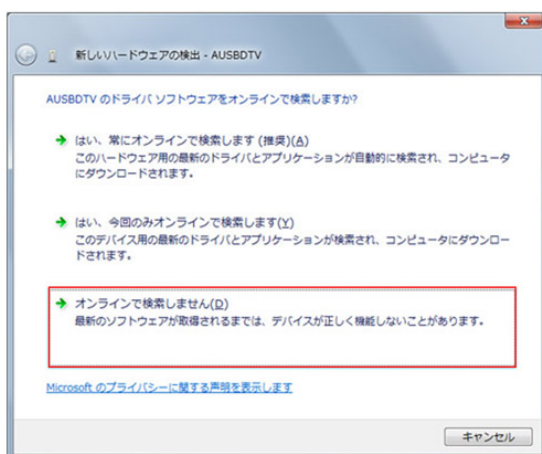 新しいハードウェアの検出 - AUSBDTV
AUSBDTV のドライバ ソフトウェアをオンラインで検索しますか?
はい、常にオンラインで検索します (推奨)(A)
このハードウェア用の最新のドライバとアプリケーションが自動的に検索され、コンピュータ
にダウンロードされます。
はい、今回のみオンラインで検索します(Y)
このデバイス用の最新のドライバとアプリケーションが検索され、コンピュータにダウンロー
ドされます。
オンラインで検索しません(D)
最新のソフトウェアが取得されるまでは、デバイスが正しく機能しないことがあります。
Microsoft のプライバシーに関する声明を表示します
キャンセル